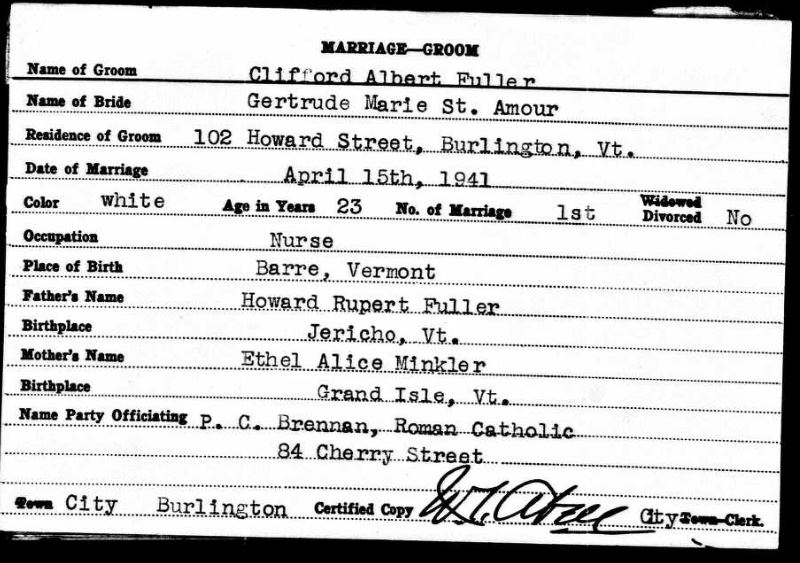 MARRIAGE—GROOM
Name of Groom Clifford Albert Fuller
Name of Bride Gertrude Marie St. Amour
Residence of Groom 102 Howard Street, Burlington, Vt.
Date of Marriage April 15th, 1941
Color white Age in Years 23 No. of Marriage 1st Widowed Divorced No
Occupation Nurse
Place of Birth Barre, Vermont
Father's Name Howard Rupert Fuller
Birthplace Jericho, Vt.
Mother's Name Ethel Alice Minkler
Birthplace Grand Isle, Vt.
Name Party Officiating P. C. Brennan, Roman Catholic
84 Cherry Street
Town City Burlington Certified Copy City Town Clerk.